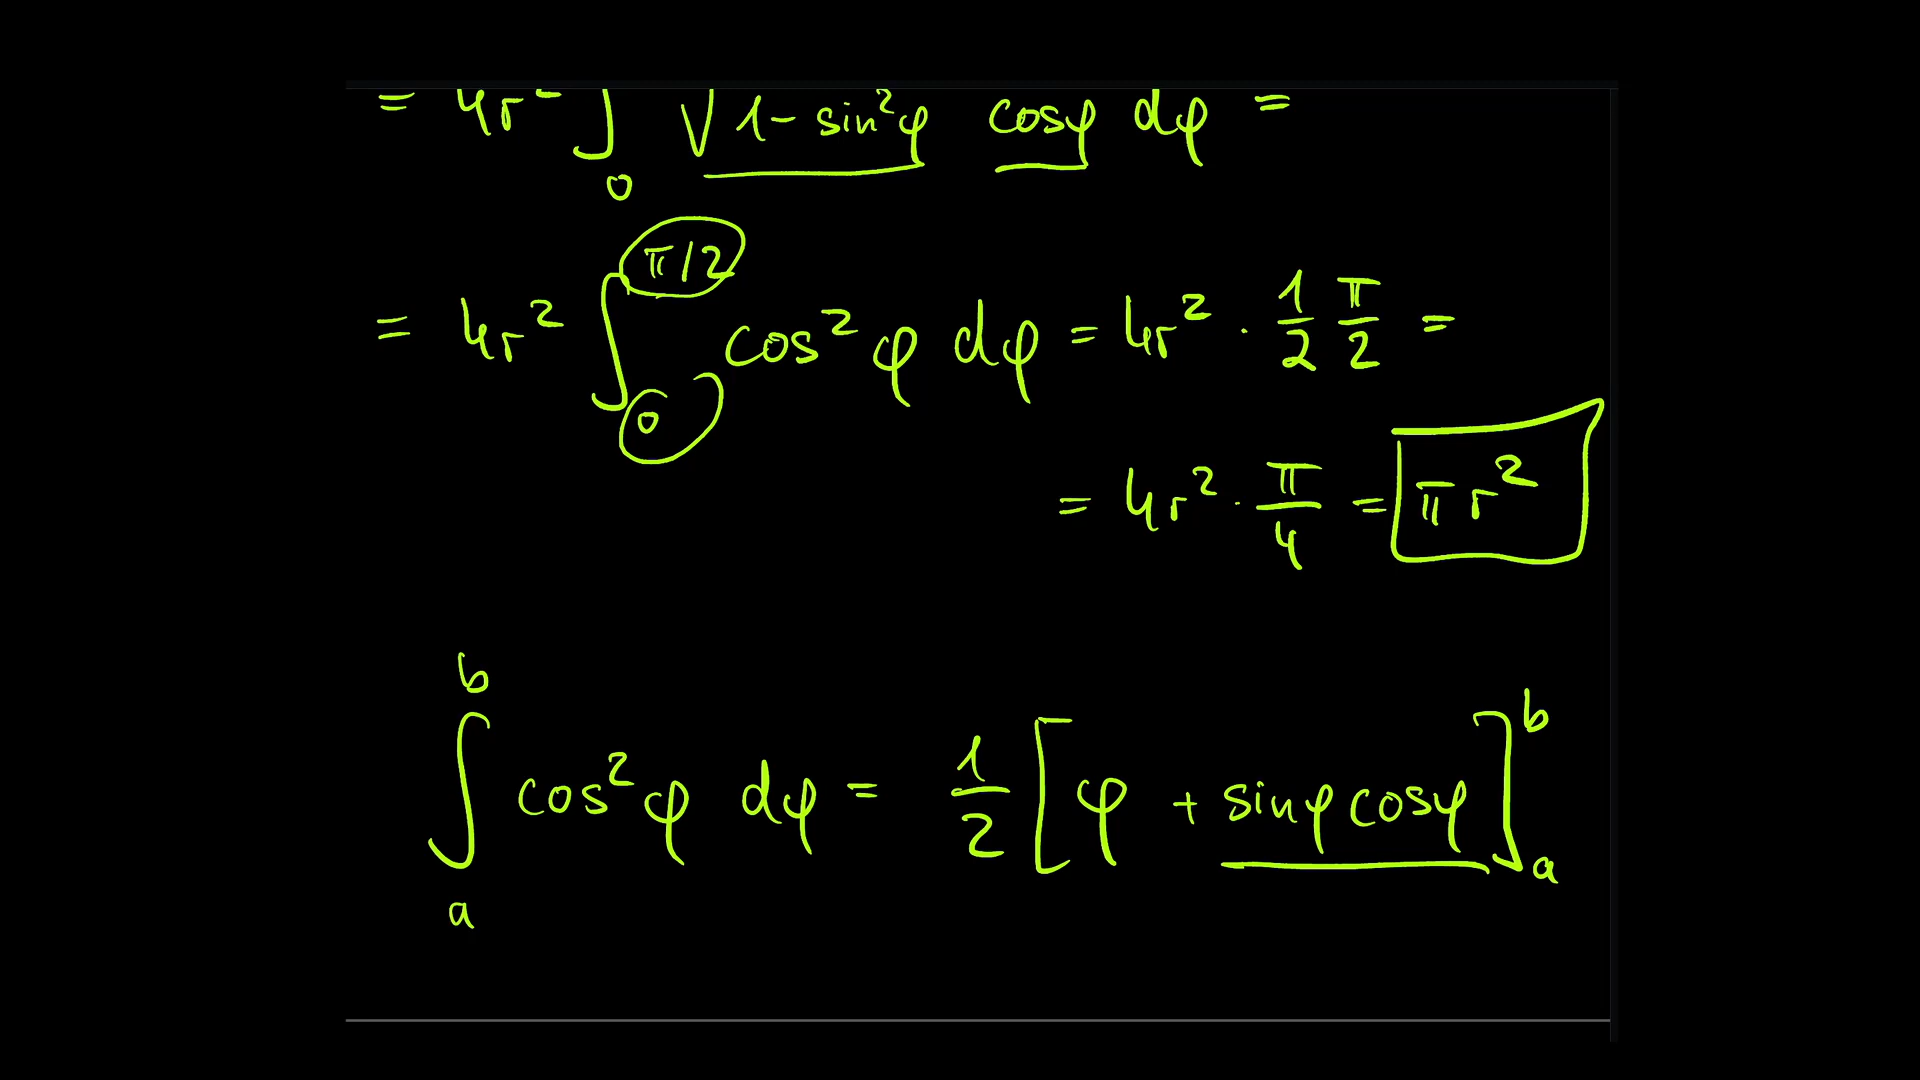 = 4r² ∫₀ √1-sin²φ cosφ dφ =
= 4r² ∫₀^π/2 cos²φ dφ = 4r² · 1/2 π/2 =
= 4r² · π/4 = πr²
∫ₐᵇ cos²φ dφ = 1/2 [φ + sinφ cosφ]ₐᵇ